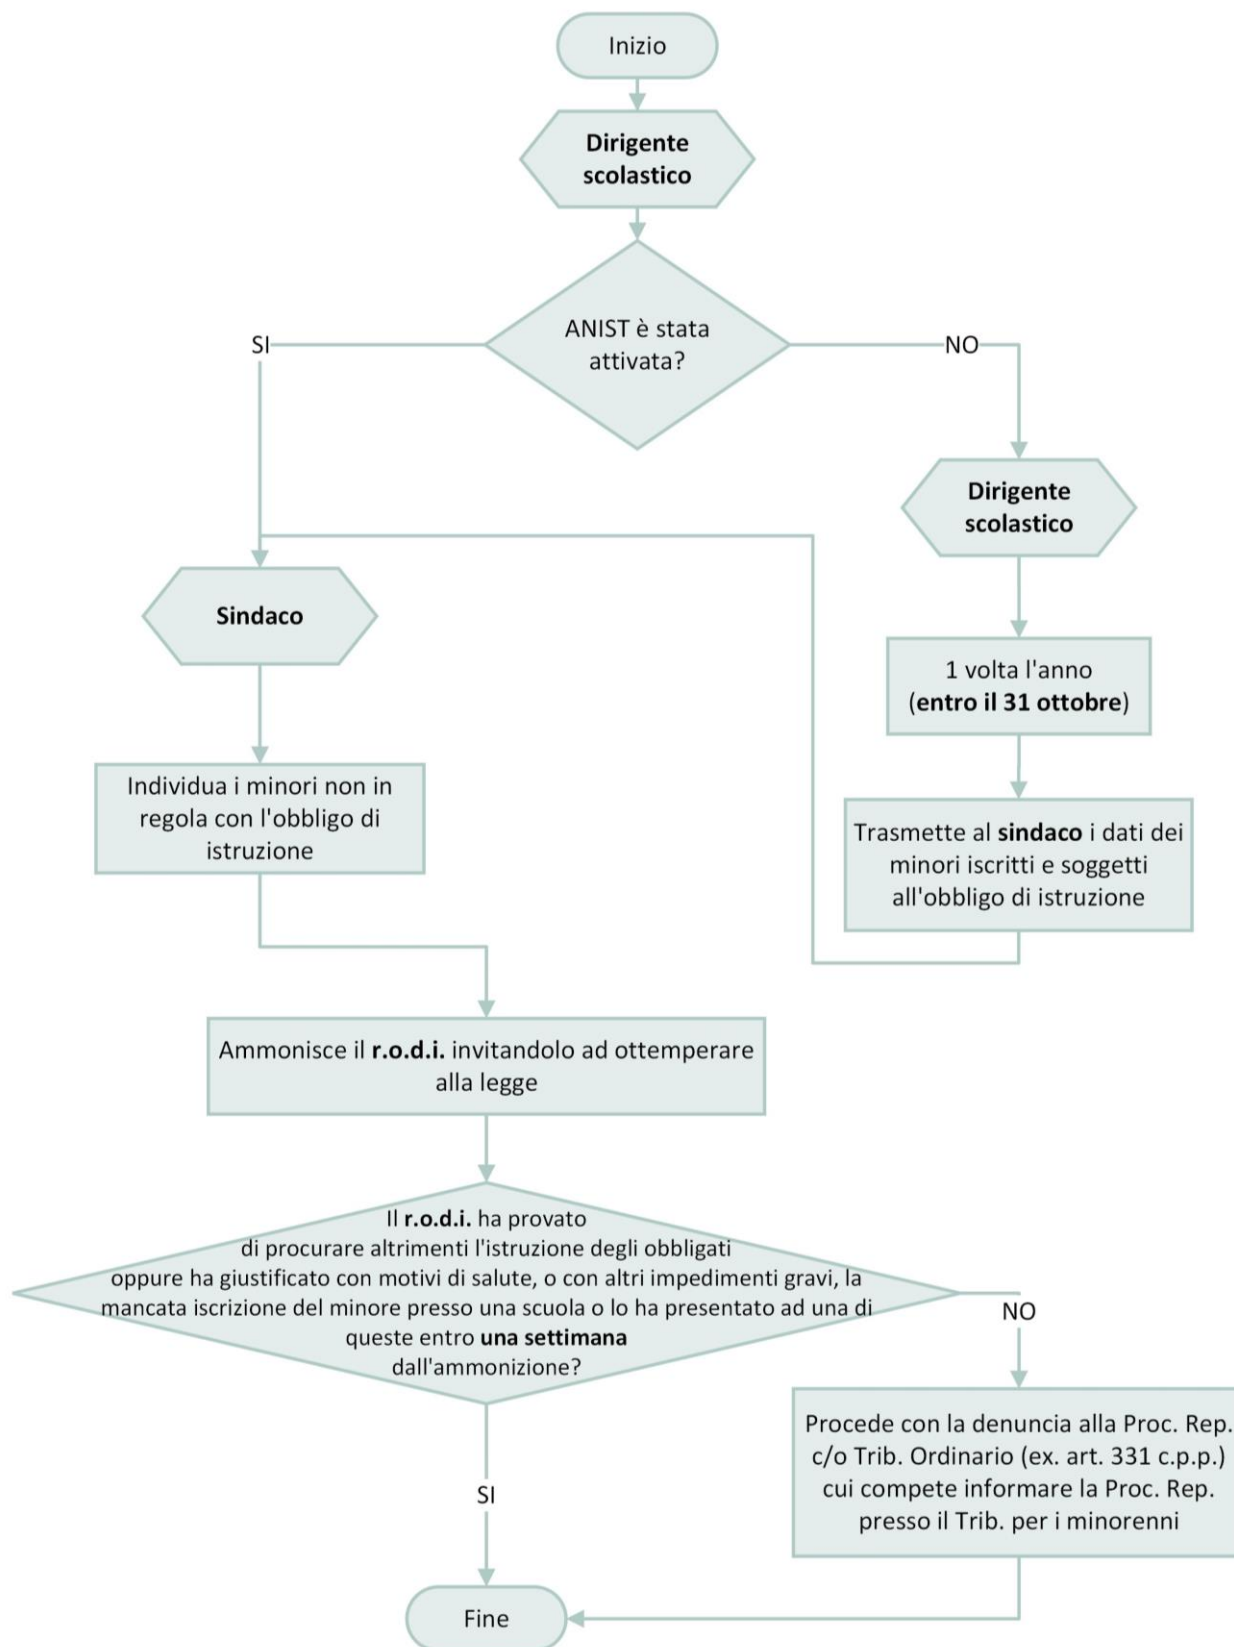 Inizio
Dirigente
scolastico
ANIST è stata
attivata?
SI
NO
Dirigente
scolastico
Sindaco
1 volta l'anno
(entro il 31 ottobre)
Individua i minori non in
regola con l'obbligo di
istruzione
Trasmette al sindaco i dati dei
minori iscritti e soggetti
all'obbligo di istruzione
Ammonisce il r.o.d.i. invitandolo ad ottemperare
alla legge
Il r.o.d.i. ha provato
di procurare altrimenti l'istruzione degli obbligati
oppure ha giustificato con motivi di salute, o con altri impedimenti gravi, la
mancata iscrizione del minore presso una scuola o lo ha presentato ad una di
queste entro una settimana
dall'ammonizione?
NO
Procede con la denuncia alla Proc. Rep.
c/o Trib. Ordinario (ex. art. 331 c.p.p.)
cui compete informare la Proc. Rep.
presso il Trib. per i minorenni
SI
Fine